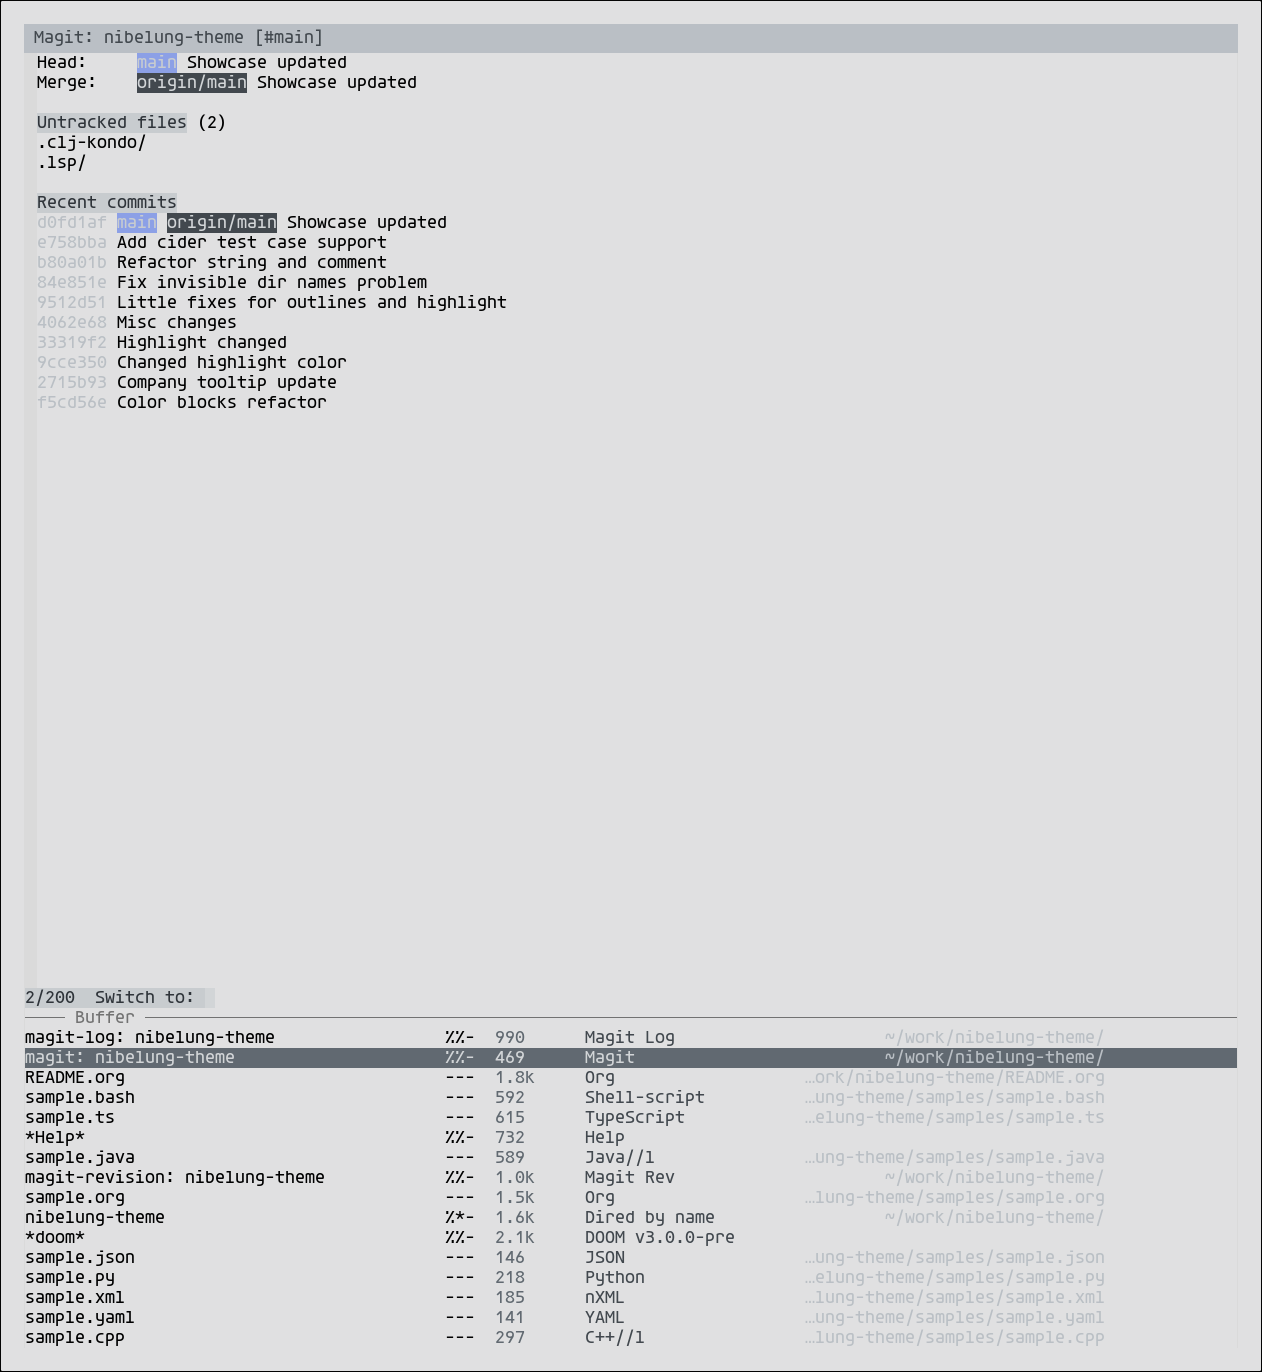 Magit: nibelung-theme [#main]
Head:     main Showcase updated
Merge:    origin/main Showcase updated
Untracked files (2)
.clj-kondo/
.lsp/
Recent commits
d0fd1af main origin/main Showcase updated
e758bba Add cider test case support
b80a01b Refactor string and comment
84e851e Fix invisible dir names problem
9512d51 Little fixes for outlines and highlight
4062e68 Misc changes
33319f2 Highlight changed
9cce350 Changed highlight color
2715b93 Company tooltip update
f5cd56e Color blocks refactor
2/200  Switch to:
Buffer
magit-log: nibelung-theme %%- 990 Magit Log ~/work/nibelung-theme/
magit: nibelung-theme %%- 469 Magit ~/work/nibelung-theme/
README.org --- 1.8k Org …ork/nibelung-theme/README.org
sample.bash --- 592 Shell-script …ung-theme/samples/sample.bash
sample.ts --- 615 TypeScript …elung-theme/samples/sample.ts
*Help* %%- 732 Help
sample.java --- 589 Java//l …ung-theme/samples/sample.java
magit-revision: nibelung-theme %%- 1.0k Magit Rev ~/work/nibelung-theme/
sample.org --- 1.5k Org …lung-theme/samples/sample.org
nibelung-theme %*- 1.6k Dired by name ~/work/nibelung-theme/
*doom* %%- 2.1k DOOM v3.0.0-pre
sample.json --- 146 JSON …ung-theme/samples/sample.json
sample.py --- 218 Python …elung-theme/samples/sample.py
sample.xml --- 185 nXML …lung-theme/samples/sample.xml
sample.yaml --- 141 YAML …ung-theme/samples/sample.yaml
sample.cpp --- 297 C++//l …lung-theme/samples/sample.cpp